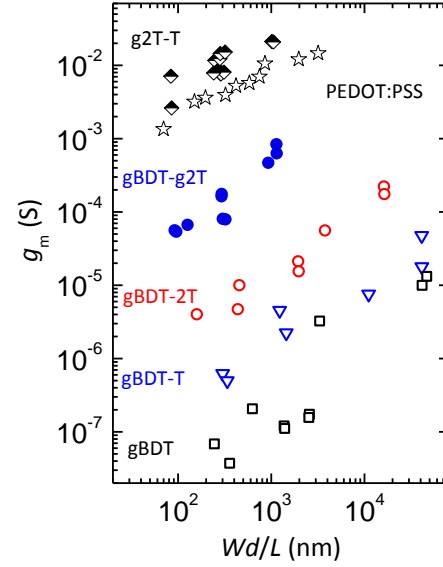 g2T-T
10⁻²
PEDOT:PSS
10⁻³
gBDT-g2T
10⁻⁴
gₘ (S)
gBDT-2T
10⁻⁵
gBDT-T
10⁻⁶
10⁻⁷
gBDT
10² 10³ 10⁴
Wd/L (nm)